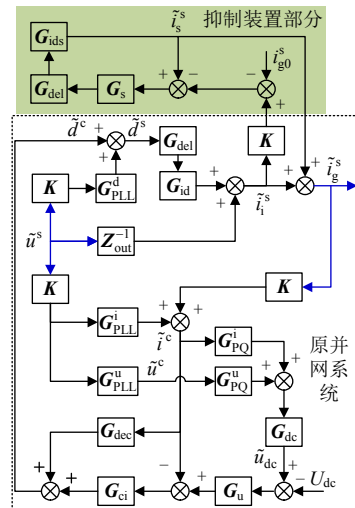 抑制装置部分
G_ids
ĩ_s^s
i_g0^s
G_del
G_s
+
−
−
+
d̃^c
+
d̃^s
+
G_del
K
+
ĩ_g^s
+
K
G_PLL^d
G_id
+
+
ĩ_i^s
ũ^s
Z_out^-1
K
K
+
+
G_PLL^i
ĩ^c
G_PQ^i
+
G_PLL^u
ũ^c
G_PQ^u
+
原并网系统
G_dec
G_dc
ũ_dc
+
−
+
−
U_dc
+
+
G_ci
G_u